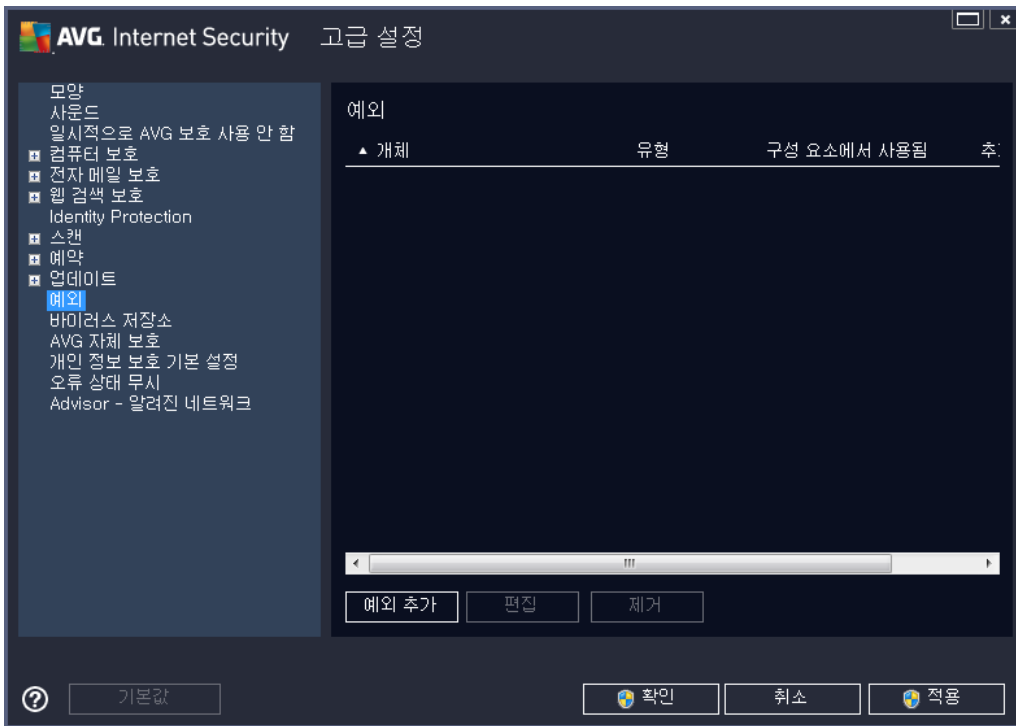 AVG. Internet Security 고급 설정
모양
사운드
일시적으로 AVG 보호 사용 안 함
컴퓨터 보호
전자 메일 보호
웹 검색 보호
Identity Protection
스캔
예약
업데이트
예외
바이러스 저장소
AVG 자체 보호
개인 정보 보호 기본 설정
오류 상태 무시
Advisor - 알려진 네트워크
예외
개체 유형 구성 요소에서 사용됨
예외 추가 편집 제거
기본값 확인 취소 적용